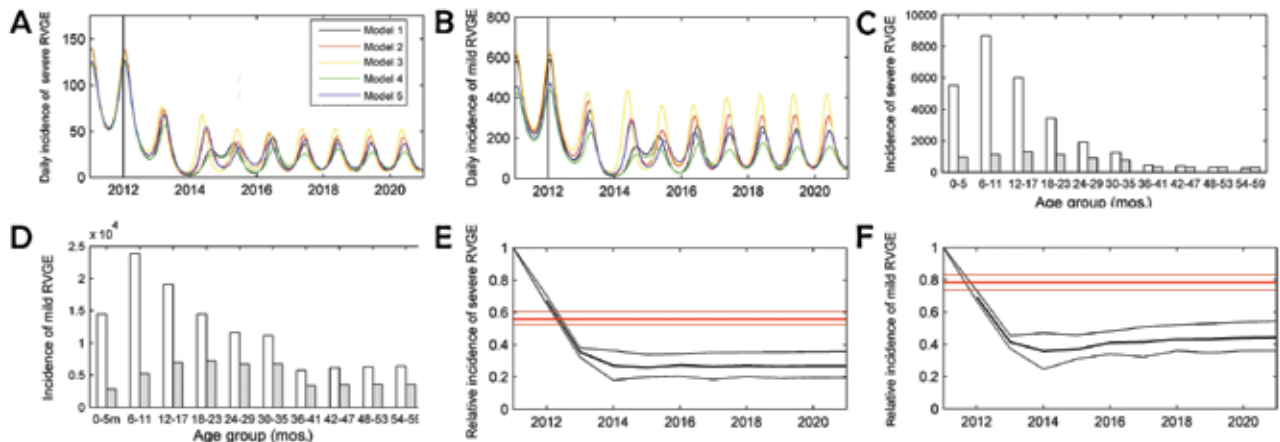 A
Daily incidence of severe RVGE
150
100
50
0
2012 2014 2016 2018 2020
Model 1
Model 2
Model 3
Model 4
Model 5
B
Daily incidence of mild RVGE
800
600
400
200
0
2012 2014 2016 2018 2020
C
Incidence of severe RVGE
10000
8000
6000
4000
2000
0
0-5 6-11 12-17 18-23 24-29 30-35 36-41 42-47 48-53 54-59
Age group (mos.)
D
x 10^4
Incidence of mild RVGE
2.5
2
1.5
1
0.5
0
0-5m 6-11 12-17 18-23 24-29 30-35 36-41 42-47 48-53 54-59
Age group (mos.)
E
Relative incidence of severe RVGE
1
0.8
0.6
0.4
0.2
0
2012 2014 2016 2018 2020
F
Relative incidence of mild RVGE
1
0.8
0.6
0.4
0.2
0
2012 2014 2016 2018 2020